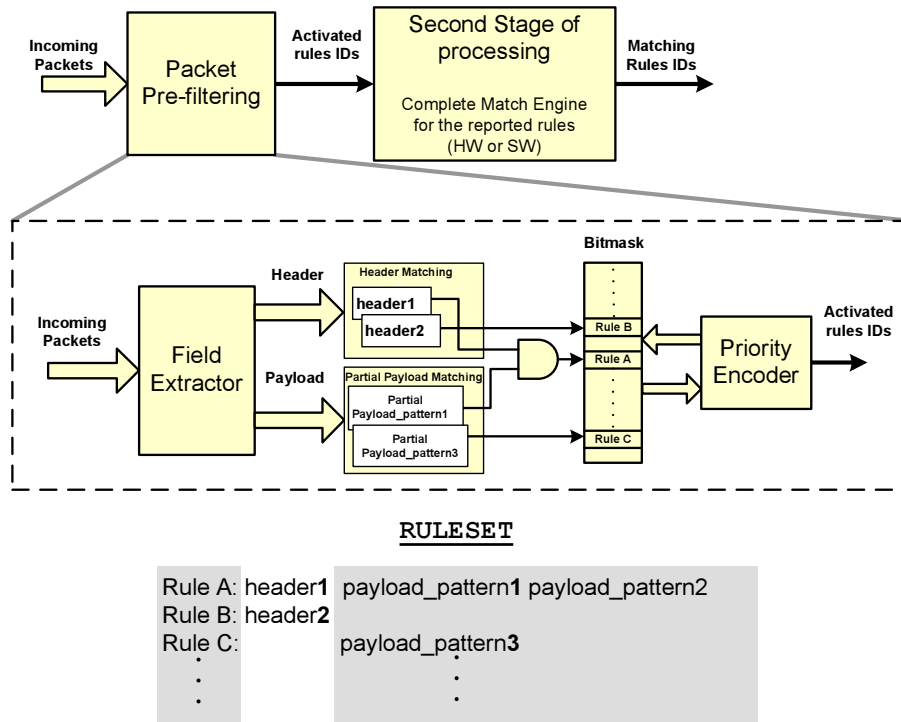 Incoming
Packets
Packet
Pre-filtering
Activated
rules IDs
Second Stage of
processing
Complete Match Engine
for the reported rules
(HW or SW)
Matching
Rules IDs
Incoming
Packets
Field
Extractor
Header
Payload
Header Matching
header1
header2
Partial Payload Matching
Partial
Payload_pattern1
Partial
Payload_pattern3
Bitmask
Rule B
Rule A
Rule C
Priority
Encoder
Activated
rules IDs
RULESET
Rule A: header1 payload_pattern1 payload_pattern2
Rule B: header2
Rule C: payload_pattern3